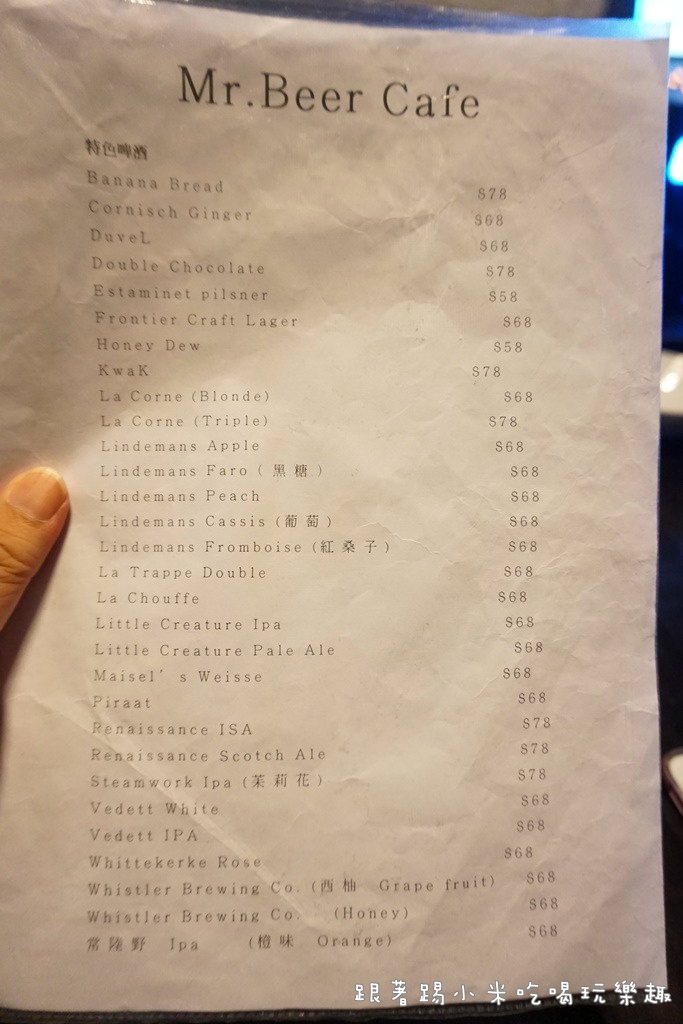 Mr.Beer Cafe
特色啤酒
Banana Bread $78
Cornisch Ginger $68
DuveL $68
Double Chocolate $78
Estaminet pilsner $58
Frontier Craft Lager $68
Honey Dew $58
KwaK $78
La Corne (Blonde) $68
La Corne (Triple) $78
Lindemans Apple $68
Lindemans Faro (黑糖) $68
Lindemans Peach $68
Lindemans Cassis (葡萄) $68
Lindemans Fromboise (紅桑子) $68
La Trappe Double $68
La Chouffe $68
Little Creature Ipa $68
Little Creature Pale Ale $68
Maisel's Weisse $68
Piraat $68
Renaissance ISA $78
Renaissance Scotch Ale $78
Steamwork Ipa (茉莉花) $78
Vedett White $68
Vedett IPA $68
Whittekerke Rose $68
Whistler Brewing Co. (西柚 Grape fruit) $68
Whistler Brewing Co. (Honey) $68
常陸野 Ipa (橙味 Orange) $68
跟著踢小米吃喝玩樂趣